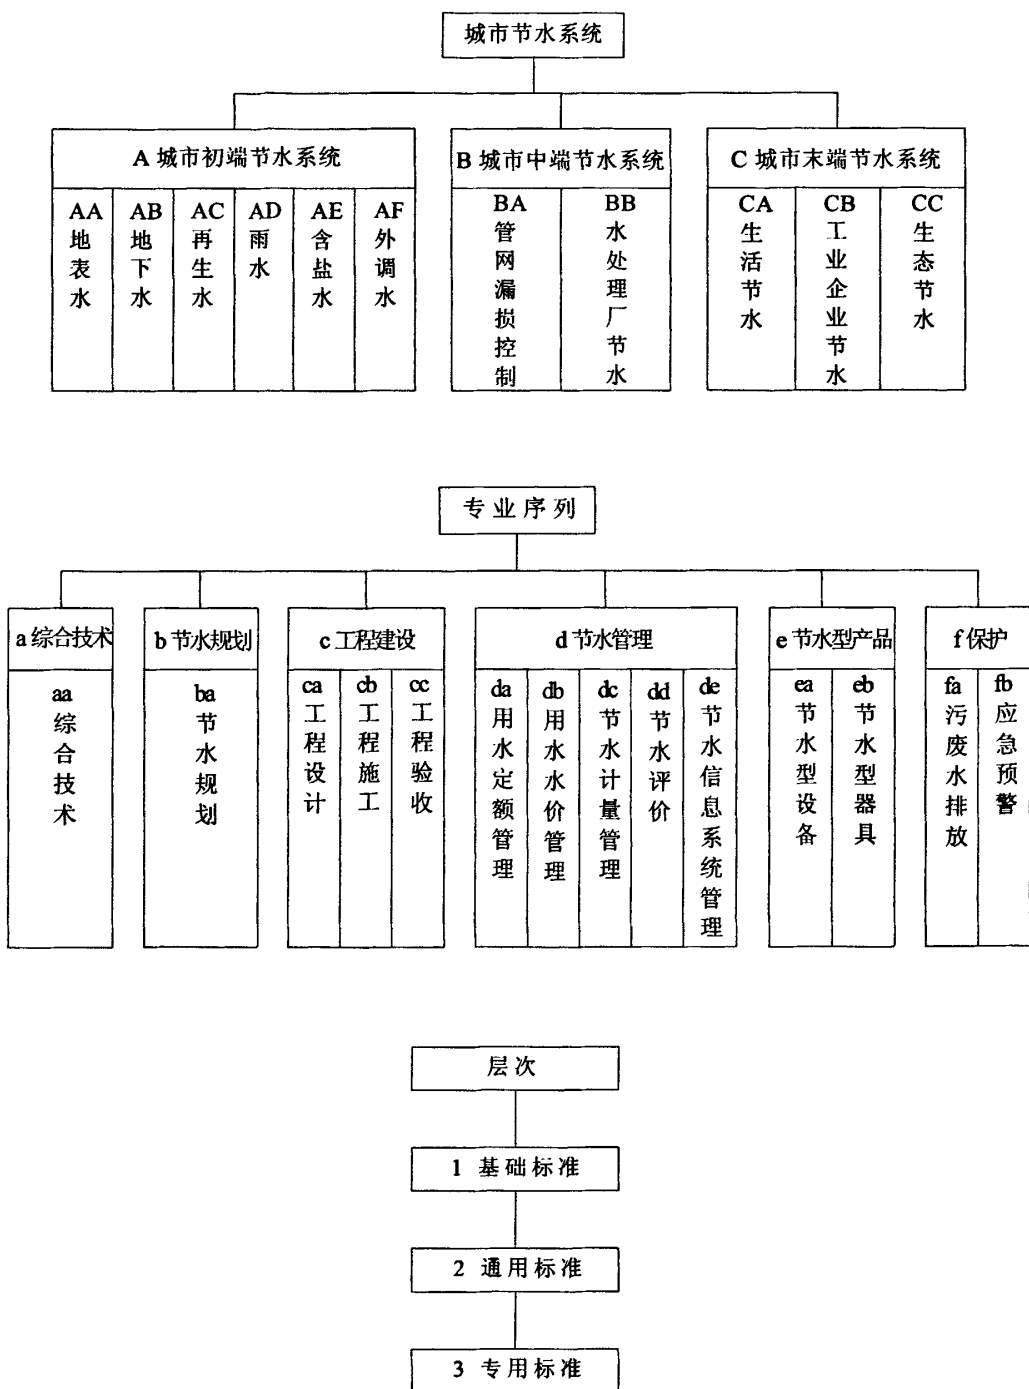 城市节水系统
A 城市初端节水系统
AA 地表水
AB 地下水
AC 再生水
AD 雨水
AE 含盐水
AF 外调水
B 城市中端节水系统
BA 管网漏损控制
BB 水处理厂节水
C 城市末端节水系统
CA 生活节水
CB 工业企业节水
CC 生态节水
专业序列
a 综合技术
aa 综合技术
b 节水规划
ba 节水规划
c 工程建设
ca 工程设计
cb 工程施工
cc 工程验收
d 节水管理
da 用水定额管理
db 用水水价管理
dc 节水计量管理
dd 节水评价
de 节水信息系统管理
e 节水型产品
ea 节水型设备
eb 节水型器具
f 保护
fa 污废水排放
fb 应急预警
层次
1 基础标准
2 通用标准
3 专用标准